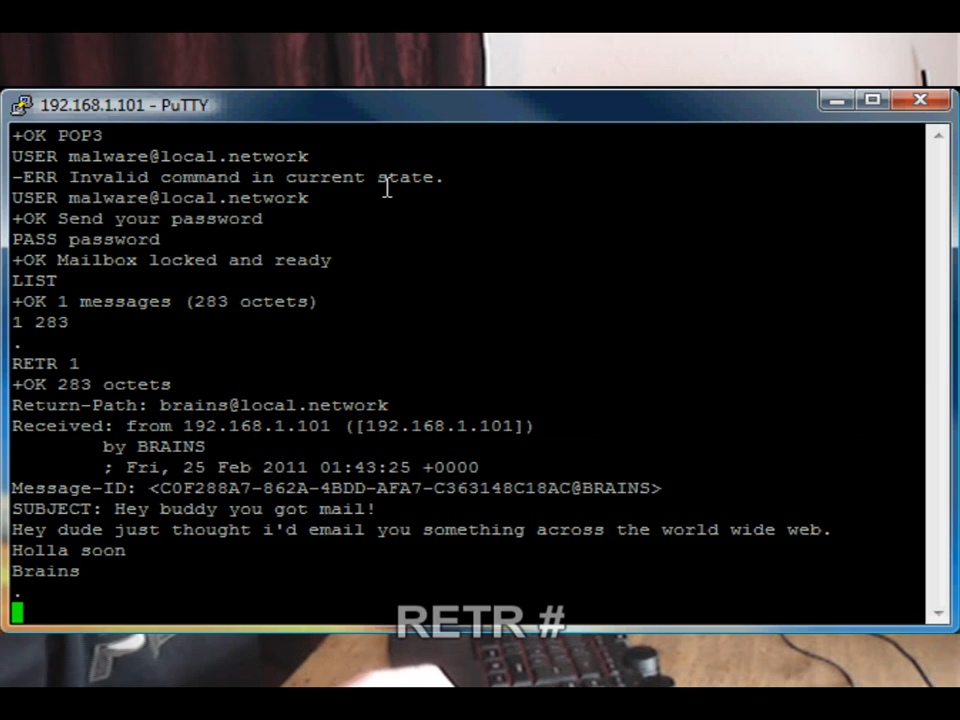 192.168.1.101 - PuTTY
+OK POP3
USER malware@local.network
-ERR Invalid command in current state.
USER malware@local.network
+OK Send your password
PASS password
+OK Mailbox locked and ready
LIST
+OK 1 messages (283 octets)
1 283
.
RETR 1
+OK 283 octets
Return-Path: brains@local.network
Received: from 192.168.1.101 ([192.168.1.101])
by BRAINS
; Fri, 25 Feb 2011 01:43:25 +0000
Message-ID: <C0F288A7-862A-4BDD-AFA7-C363148C18AC@BRAINS>
SUBJECT: Hey buddy you got mail!
Hey dude just thought i'd email you something across the world wide web.
Holla soon
Brains
.
RETR #